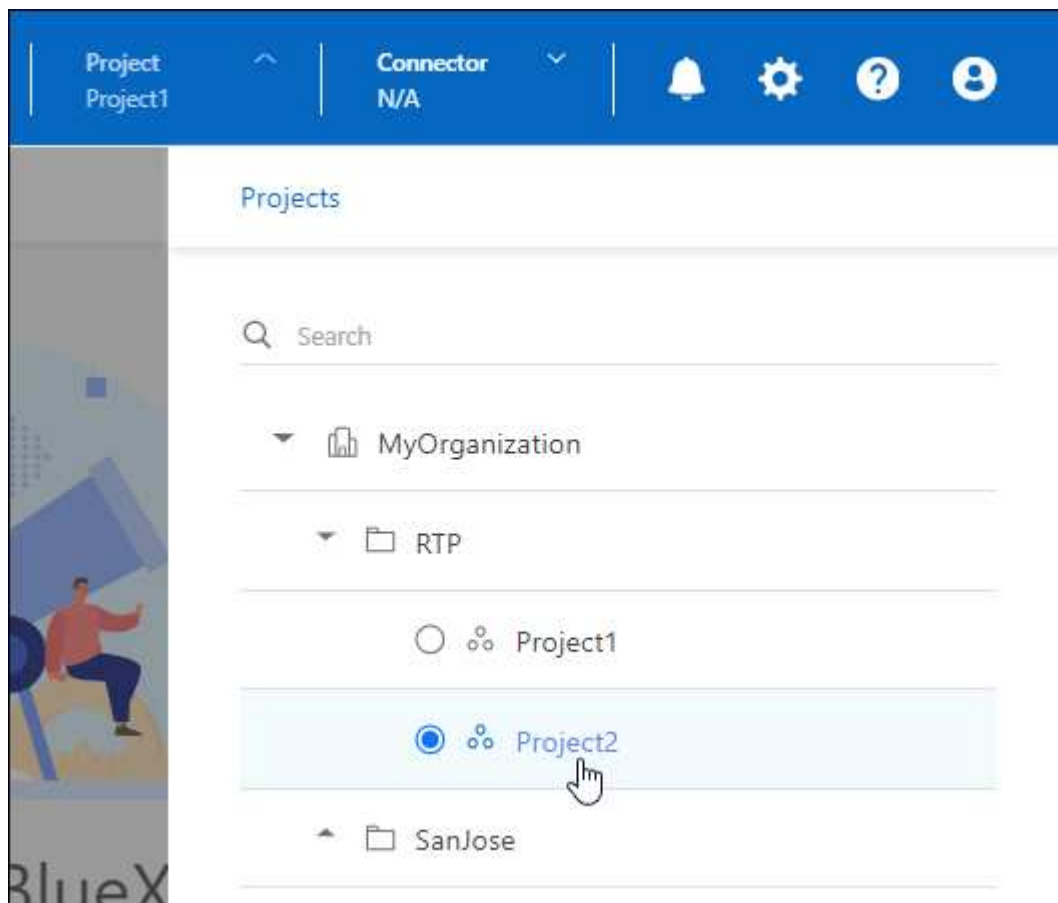 Project
Project1
Connector
N/A
Projects
Search
MyOrganization
RTP
Project1
Project2
SanJose
BlueX